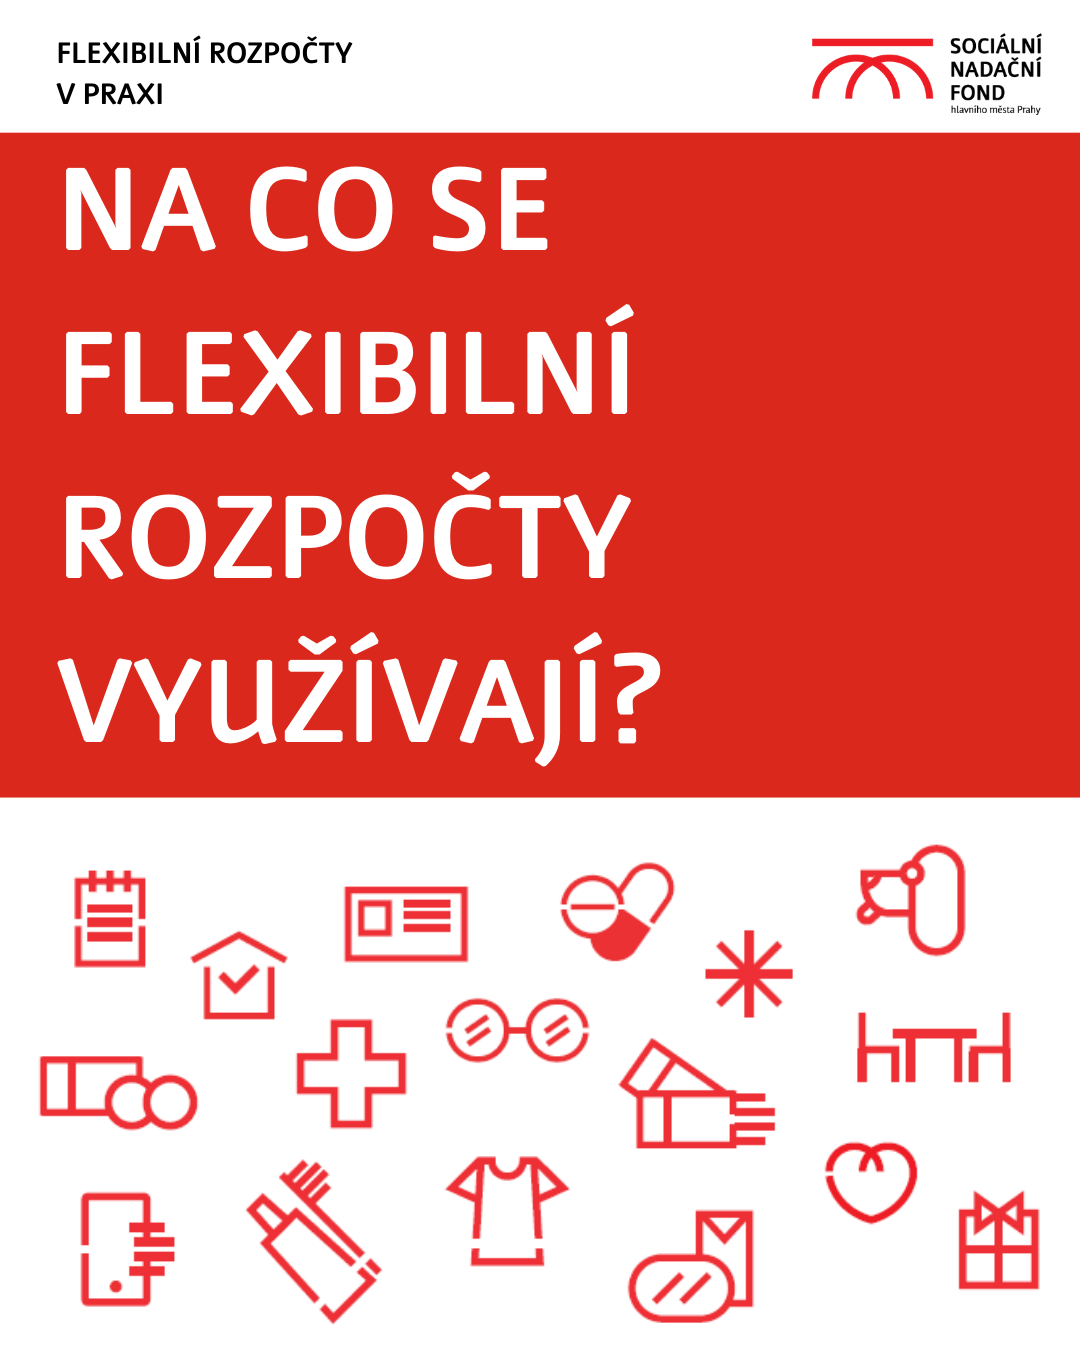 FLEXIBILNÍ ROZPOČTY
V PRAXI
SOCIÁLNÍ
NADAČNÍ
FOND
hlavního města Prahy
NA CO SE
FLEXIBILNÍ
ROZPOČTY
VYUŽÍVAJÍ?